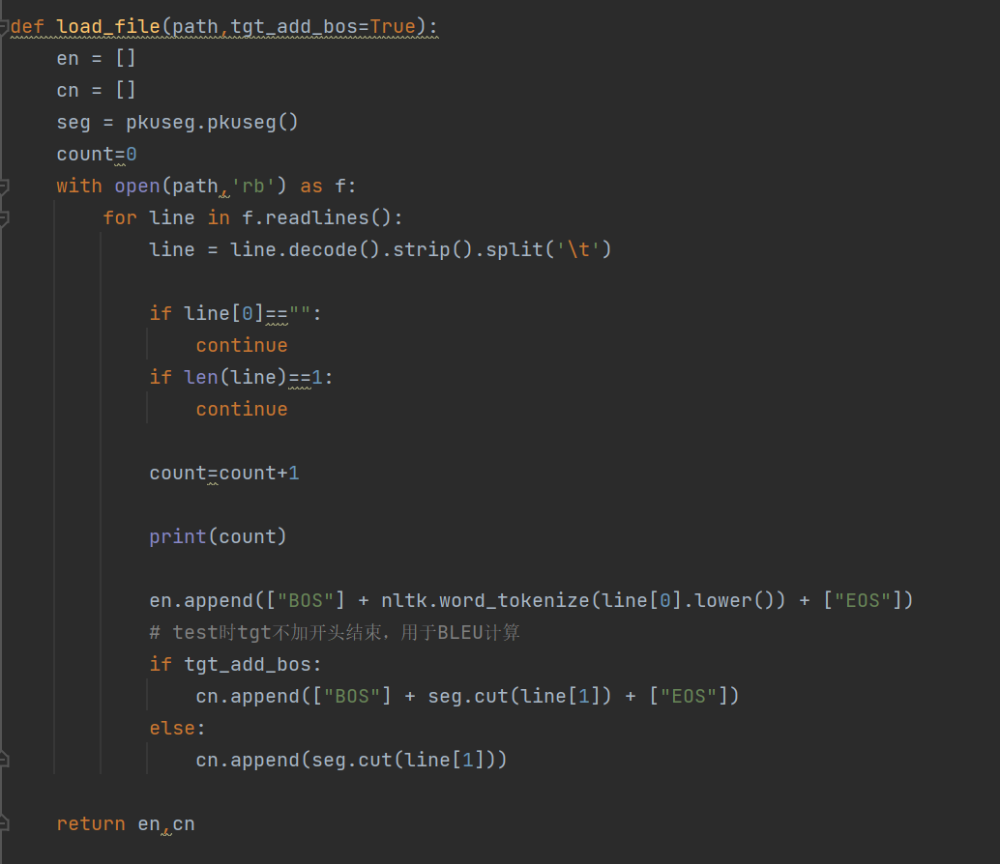 def load_file(path,tgt_add_bos=True):
    en = []
    cn = []
    seg = pkuseg.pkuseg()
    count=0
    with open(path,'rb') as f:
        for line in f.readlines():
            line = line.decode().strip().split('\t')

            if line[0]=="":
                continue
            if len(line)==1:
                continue

            count=count+1

            print(count)

            en.append(["BOS"] + nltk.word_tokenize(line[0].lower()) + ["EOS"])
            # test时tgt不加开头结束，用于BLEU计算
            if tgt_add_bos:
                cn.append(["BOS"] + seg.cut(line[1]) + ["EOS"])
            else:
                cn.append(seg.cut(line[1]))

    return en,cn